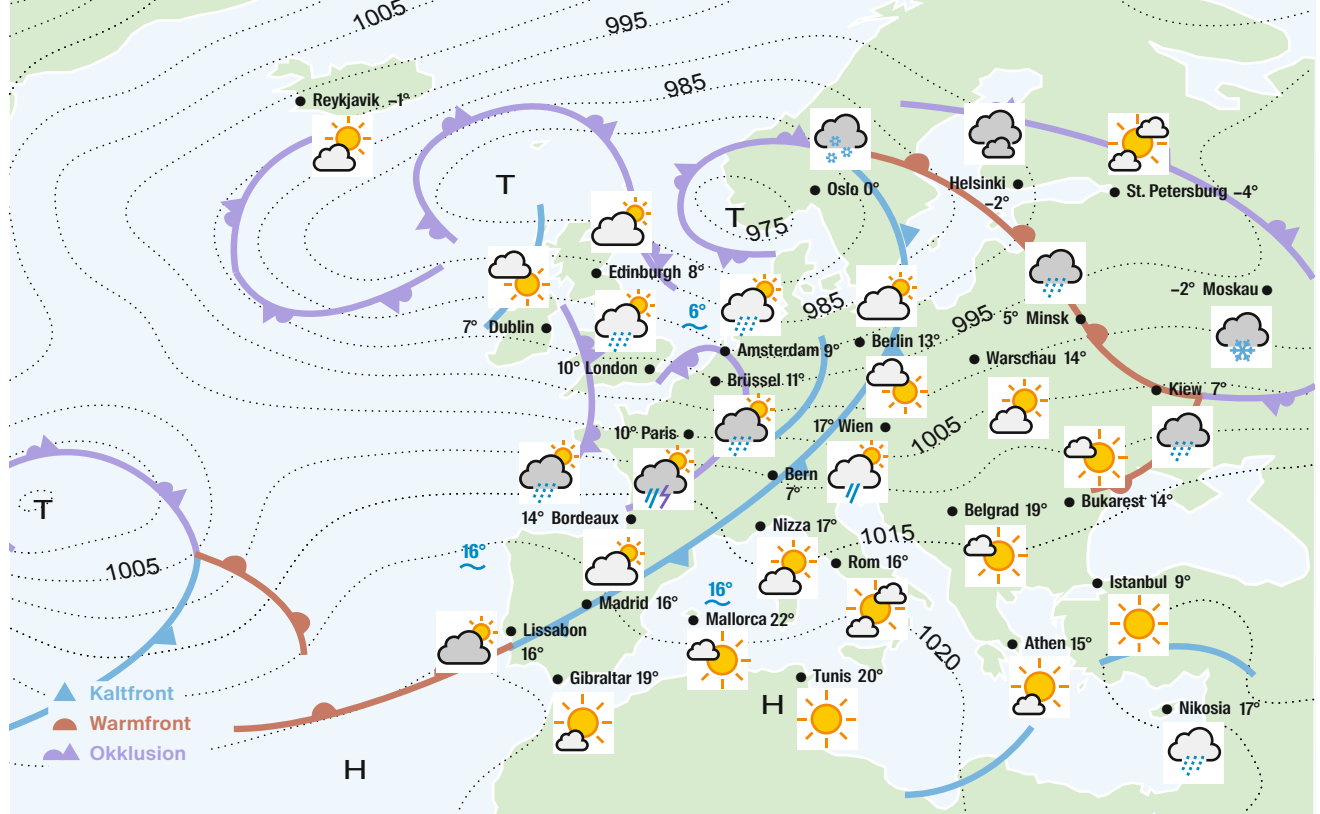 1005
995
985
Reykjavik –1°
T
Oslo 0°
Helsinki
–2°
St. Petersburg –4°
T
975
Edinburgh 8°
–2° Moskau
6°
985
995
5° Minsk
7° Dublin
Amsterdam 9°
Berlin 13°
Warschau 14°
10° London
Brüssel 11°
Kiew 7°
17° Wien
10° Paris
1005
Bern
7°
T
14° Bordeaux
Nizza 17°
1015
Belgrad 19°
Bukarest 14°
16°
1005
Rom 16°
Istanbul 9°
Madrid 16°
16°
Mallorca 22°
Lissabon
16°
1020
Athen 15°
Gibraltar 19°
Tunis 20°
H
Nikosia 17°
H
Kaltfront
Warmfront
Okklusion